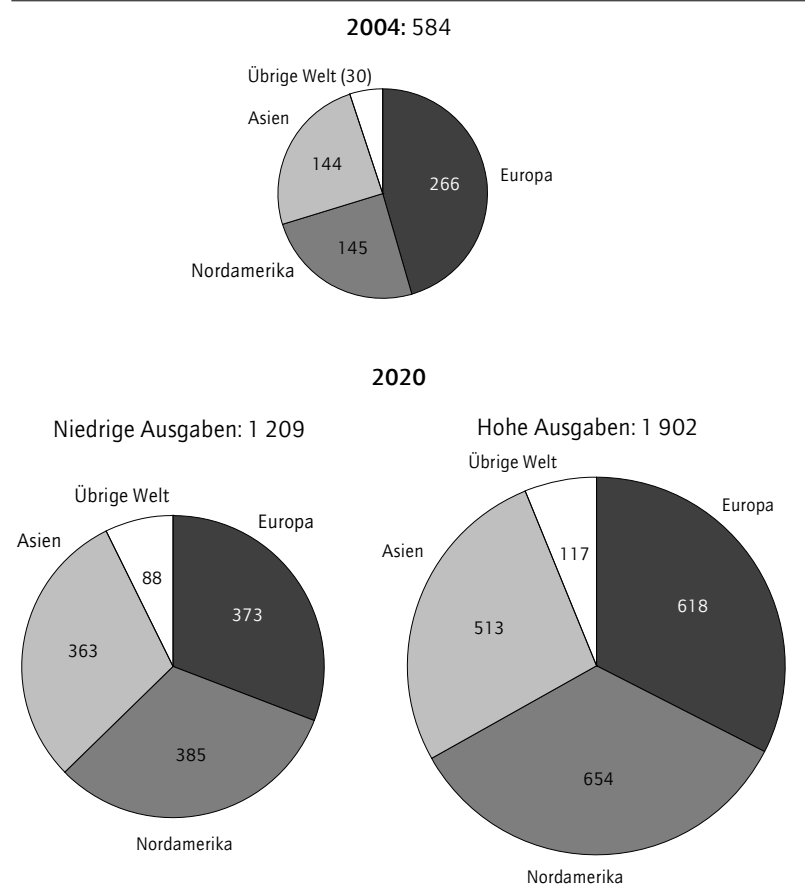 2004: 584
Übrige Welt (30)
Asien
144
266
Europa
145
Nordamerika
2020
Niedrige Ausgaben: 1 209
Übrige Welt
Europa
Asien
88
373
363
385
Nordamerika
Hohe Ausgaben: 1 902
Übrige Welt
Europa
Asien
117
618
513
654
Nordamerika